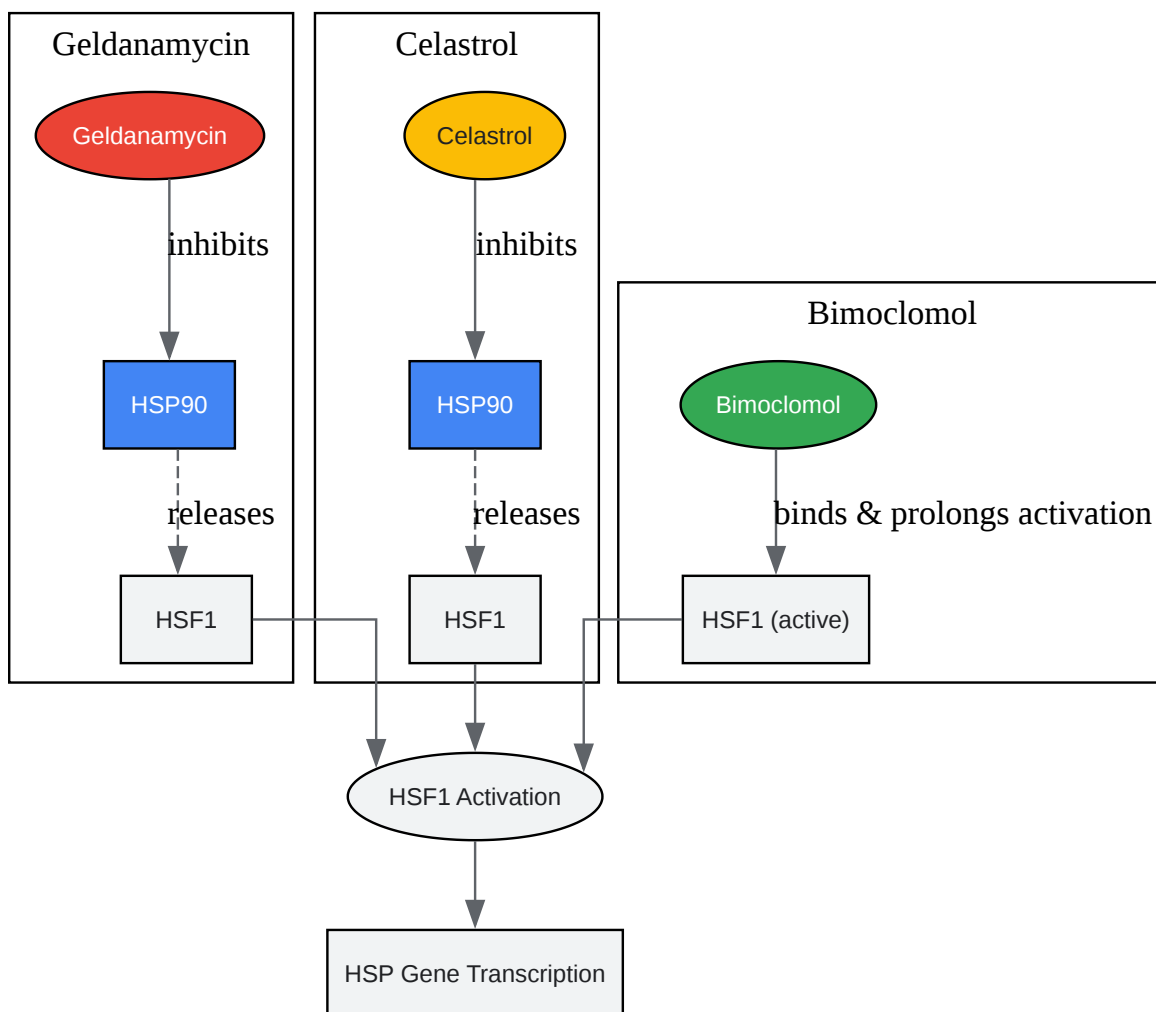 Geldanamycin
Celastrol
Geldanamycin
Celastrol
inhibits
inhibits
Bimoclomol
HSP90
HSP90
Bimoclomol
releases
releases
binds & prolongs activation
HSF1
HSF1
HSF1 (active)
HSF1 Activation
HSP Gene Transcription